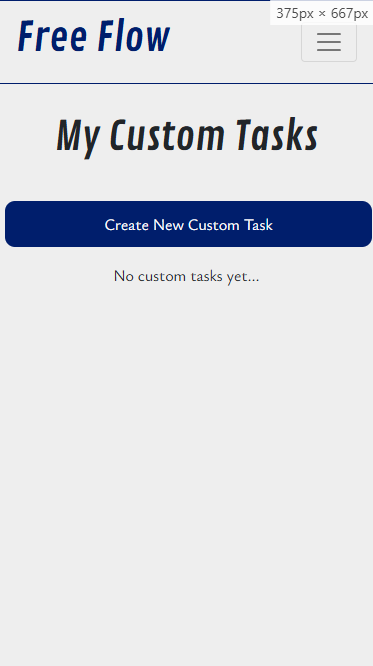 Free Flow
375px × 667px
My Custom Tasks
Create New Custom Task
No custom tasks yet...